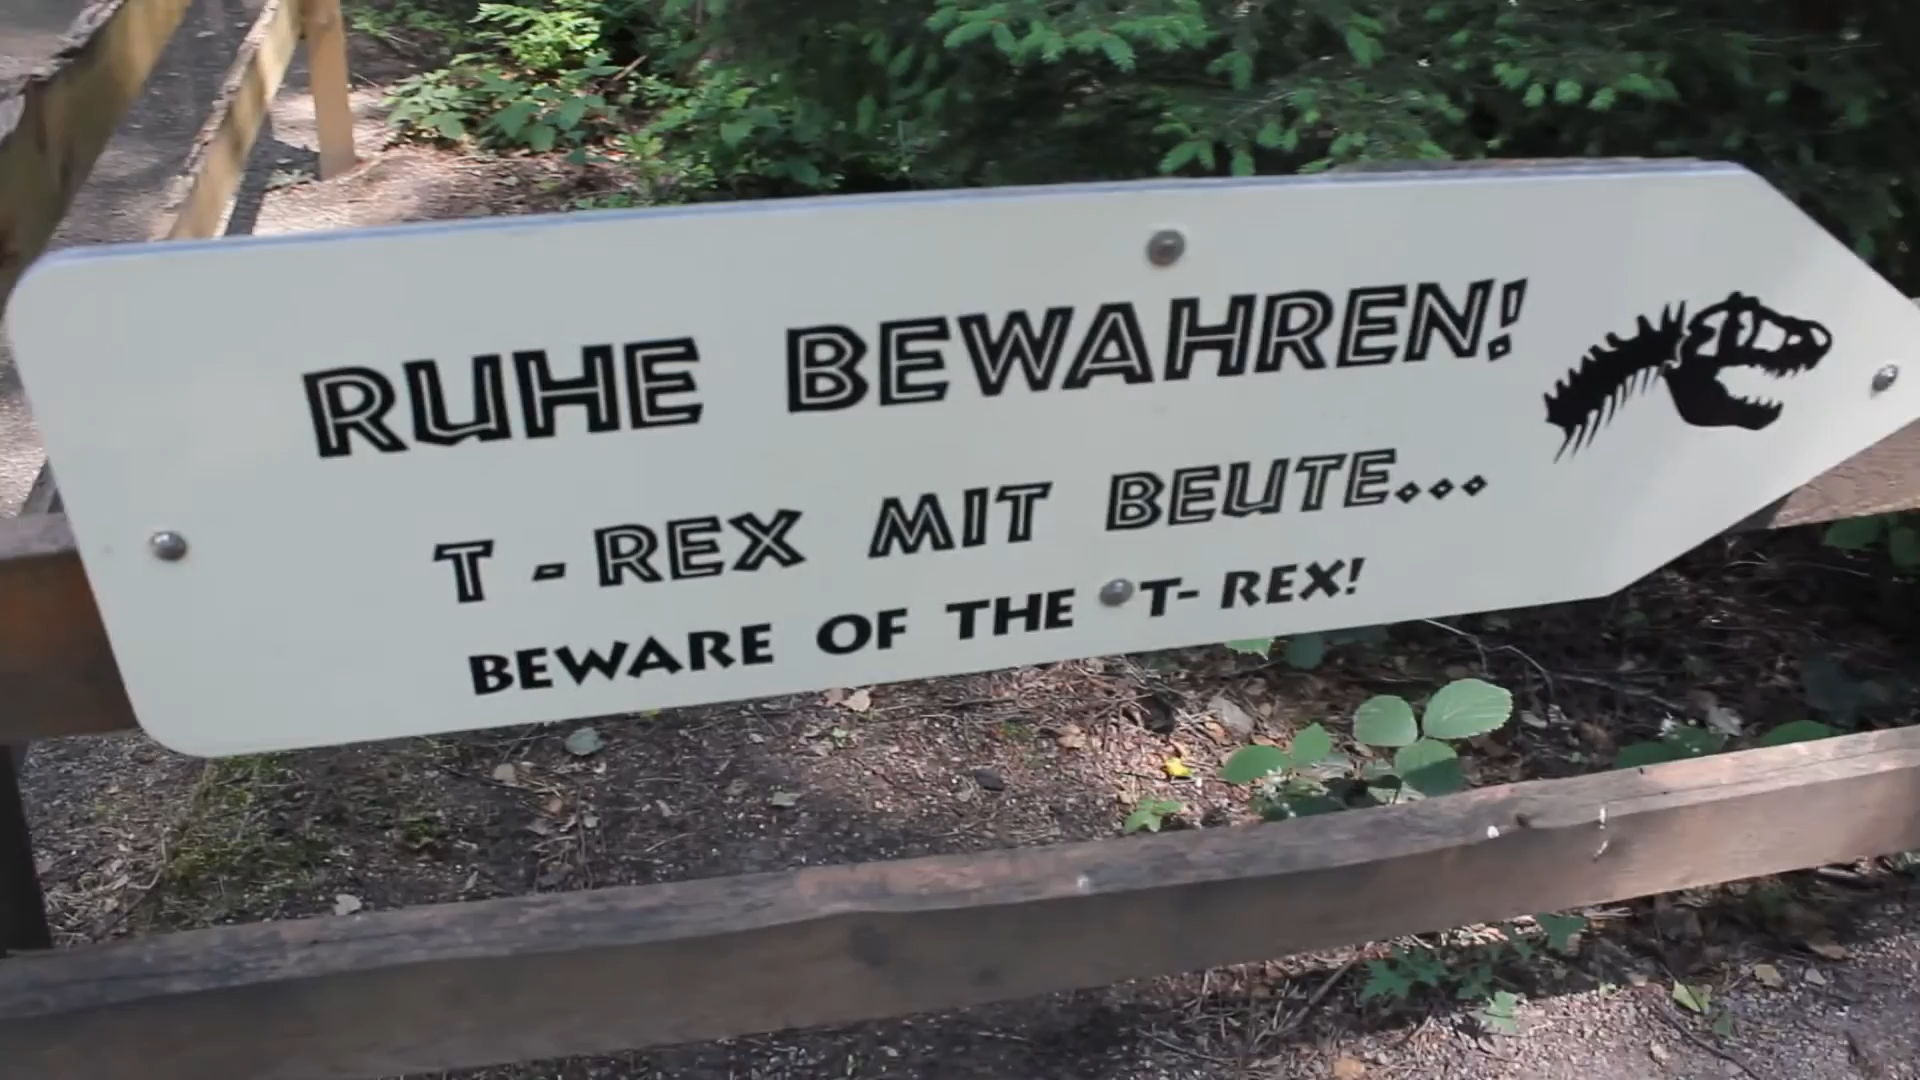 RUHE BEWAHREN!
T - REX MIT BEUTE...
BEWARE OF THE T- REX!